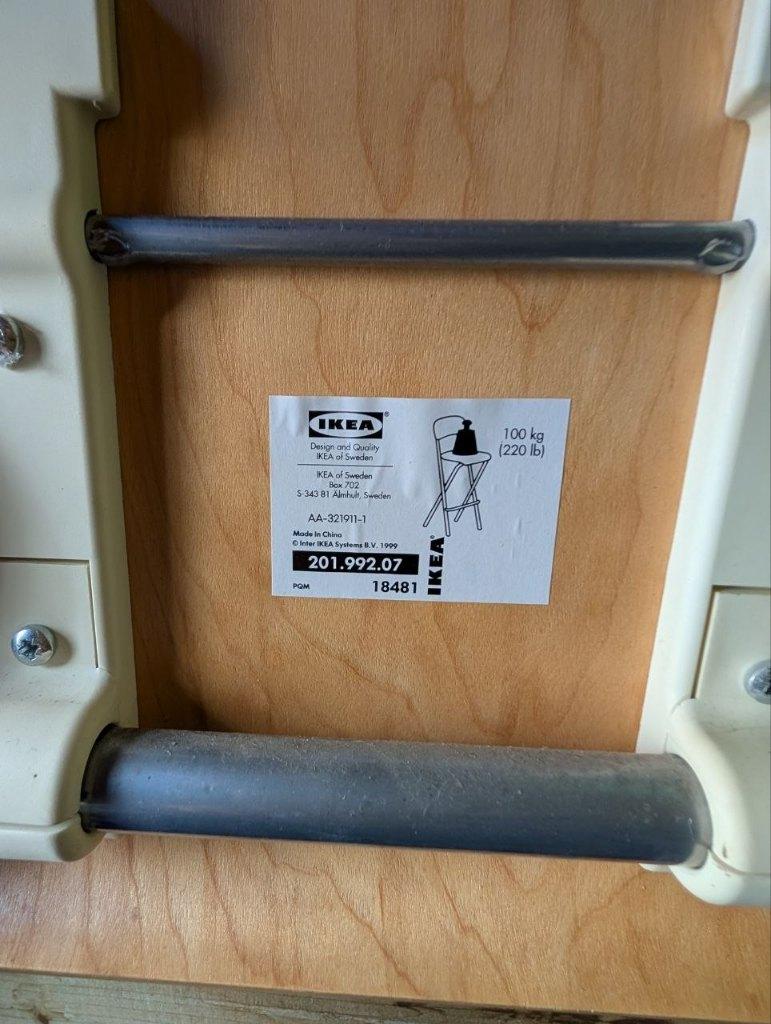 IKEA®
Design and Quality
IKEA of Sweden
IKEA of Sweden
Box 702
S-343 81 Älmhult, Sweden
AA-321911-1
Made in China
© Inter IKEA Systems B.V. 1999
201.992.07
PQM 18481
IKEA®
100 kg
(220 lb)